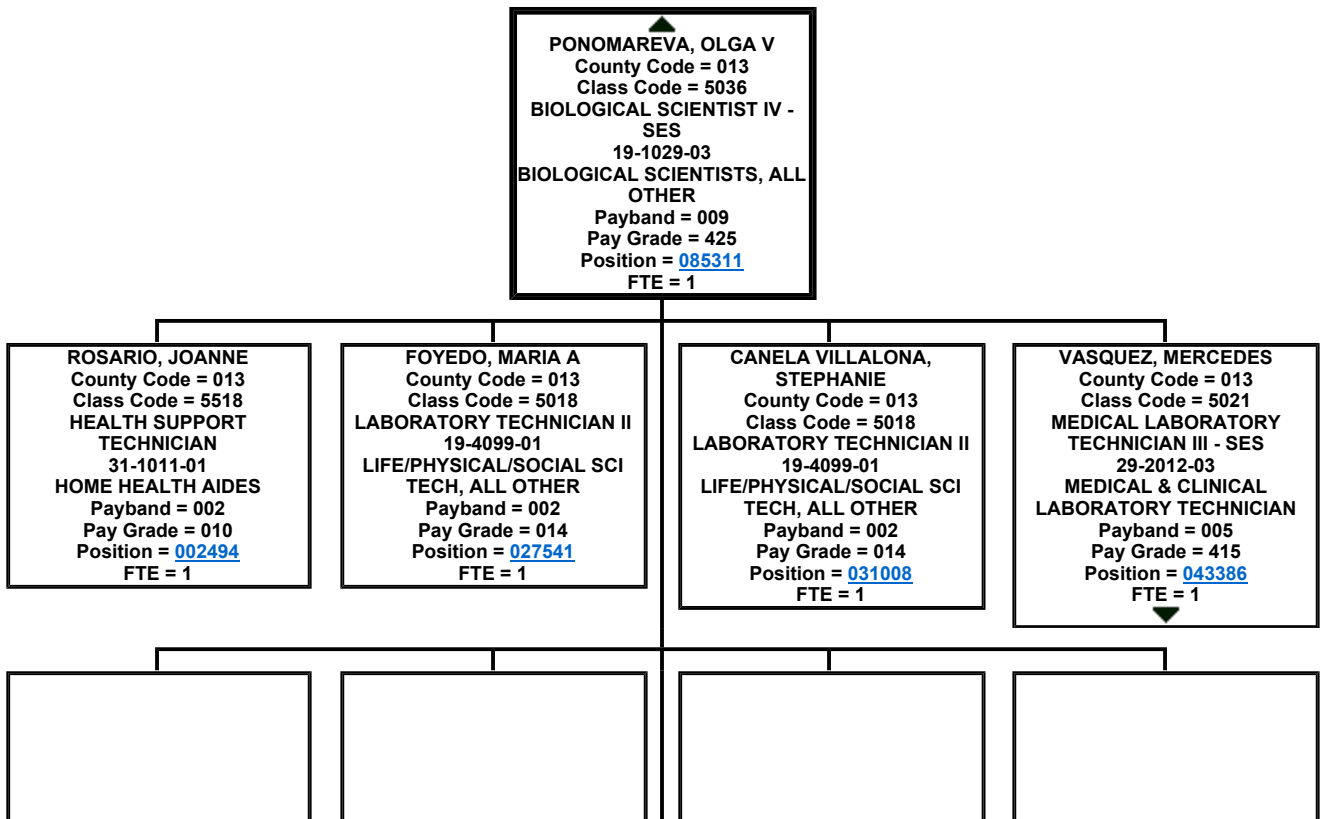 PONOMAREVA, OLGA V
County Code = 013
Class Code = 5036
BIOLOGICAL SCIENTIST IV -
SES
19-1029-03
BIOLOGICAL SCIENTISTS, ALL
OTHER
Payband = 009
Pay Grade = 425
Position = 085311
FTE = 1
ROSARIO, JOANNE
County Code = 013
Class Code = 5518
HEALTH SUPPORT
TECHNICIAN
31-1011-01
HOME HEALTH AIDES
Payband = 002
Pay Grade = 010
Position = 002494
FTE = 1
FOYEDO, MARIA A
County Code = 013
Class Code = 5018
LABORATORY TECHNICIAN II
19-4099-01
LIFE/PHYSICAL/SOCIAL SCI
TECH, ALL OTHER
Payband = 002
Pay Grade = 014
Position = 027541
FTE = 1
CANELA VILLALONA,
STEPHANIE
County Code = 013
Class Code = 5018
LABORATORY TECHNICIAN II
19-4099-01
LIFE/PHYSICAL/SOCIAL SCI
TECH, ALL OTHER
Payband = 002
Pay Grade = 014
Position = 031008
FTE = 1
VASQUEZ, MERCEDES
County Code = 013
Class Code = 5021
MEDICAL LABORATORY
TECHNICIAN III - SES
29-2012-03
MEDICAL & CLINICAL
LABORATORY TECHNICIAN
Payband = 005
Pay Grade = 415
Position = 043386
FTE = 1